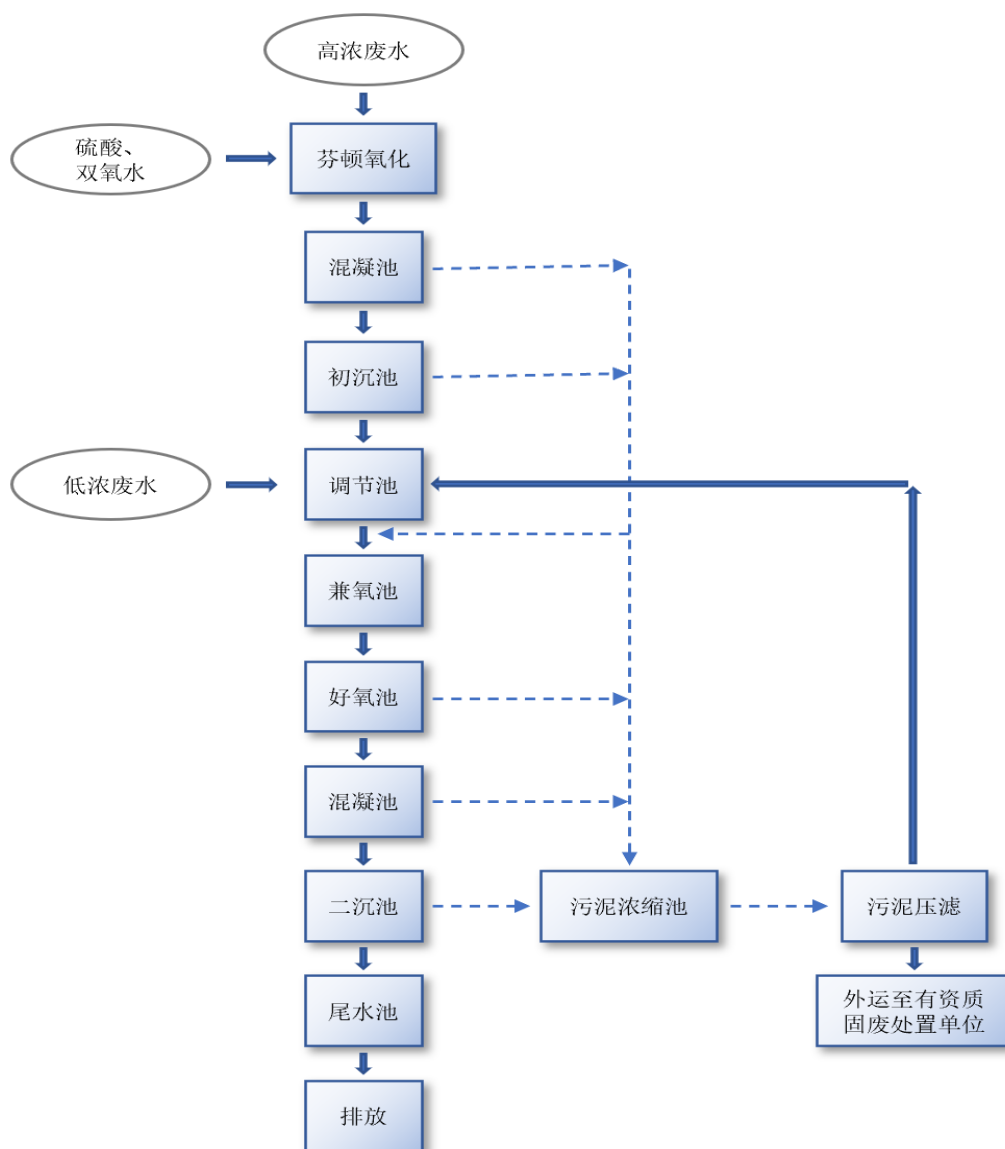 高浓废水
硫酸、
双氧水
芬顿氧化
混凝池
初沉池
低浓废水
调节池
兼氧池
好氧池
混凝池
二沉池
污泥浓缩池
污泥压滤
尾水池
外运至有资质
固废处置单位
排放